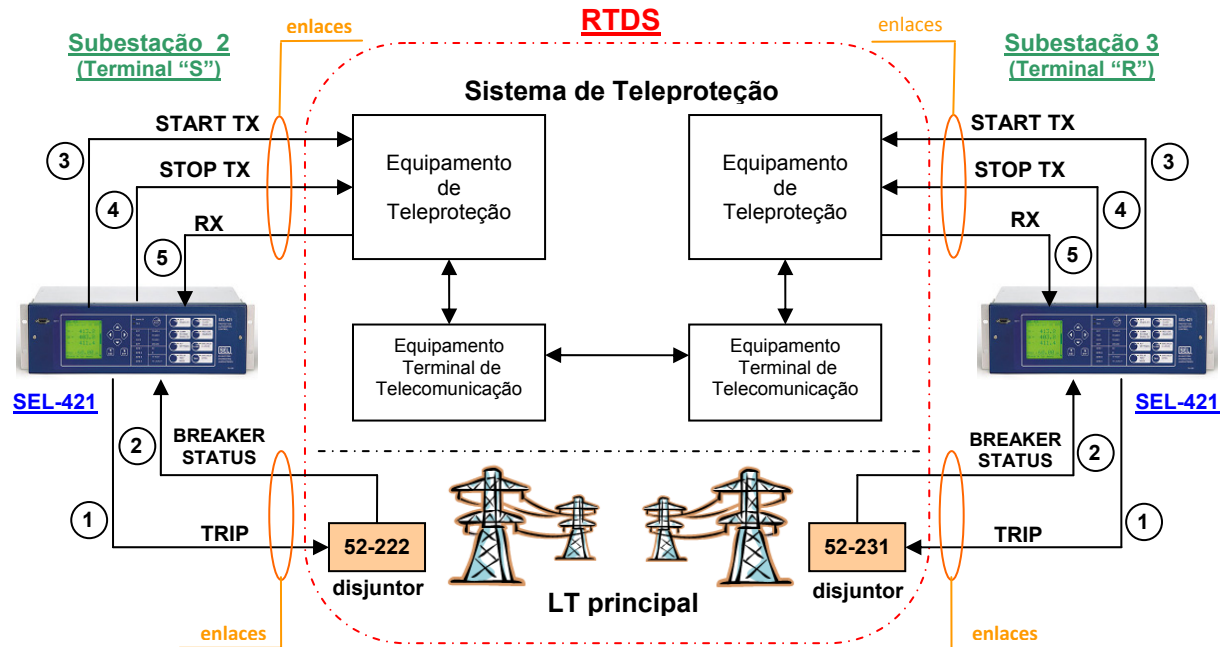 enlaces
RTDS
enlaces
Subestação 2
(Terminal “S”)
Subestação 3
(Terminal “R”)
Sistema de Teleproteção
START TX
START TX
3
3
Equipamento
de
Teleproteção
Equipamento
de
Teleproteção
STOP TX
STOP TX
4
4
RX
RX
5
5
Equipamento
Terminal de
Telecomunicação
Equipamento
Terminal de
Telecomunicação
SEL-421
SEL-421
2
BREAKER
STATUS
BREAKER
STATUS
2
1
TRIP
52-222
disjuntor
52-231
disjuntor
TRIP
1
LT principal
enlaces
enlaces